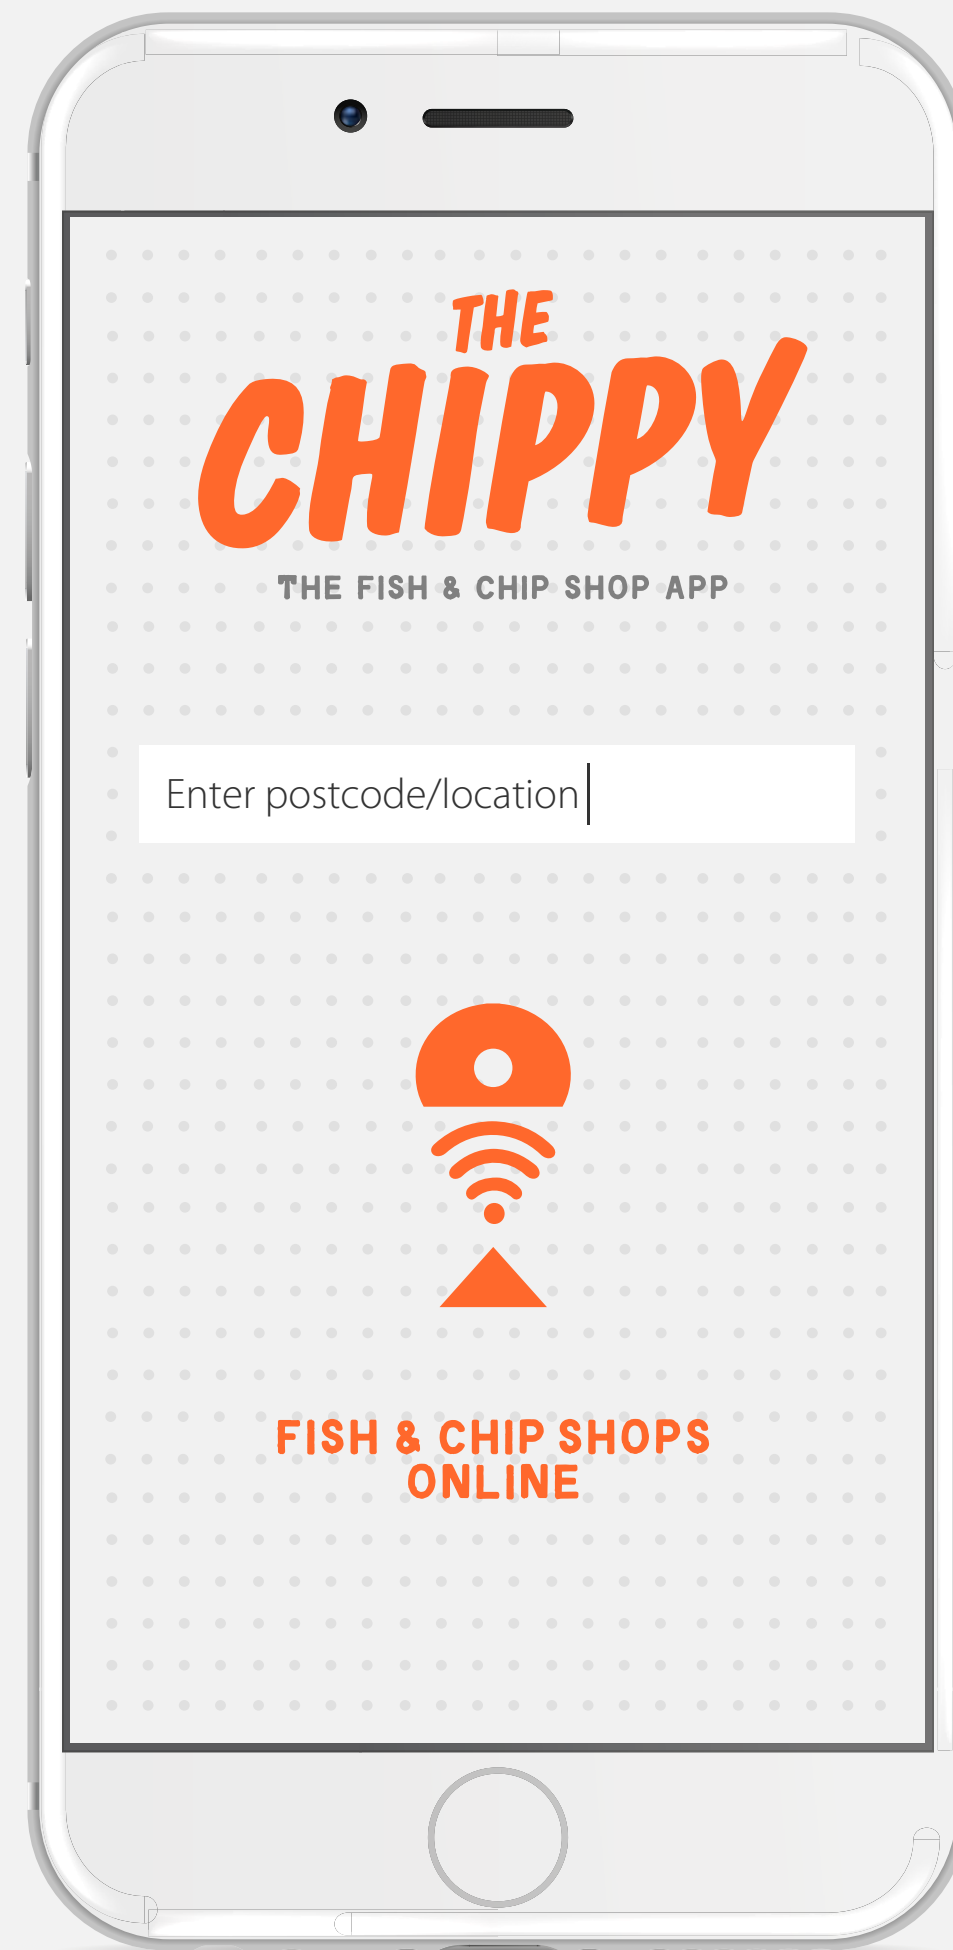 THE
CHIPPY
THE FISH & CHIP SHOP APP
Enter postcode/location
FISH & CHIP SHOPS
ONLINE